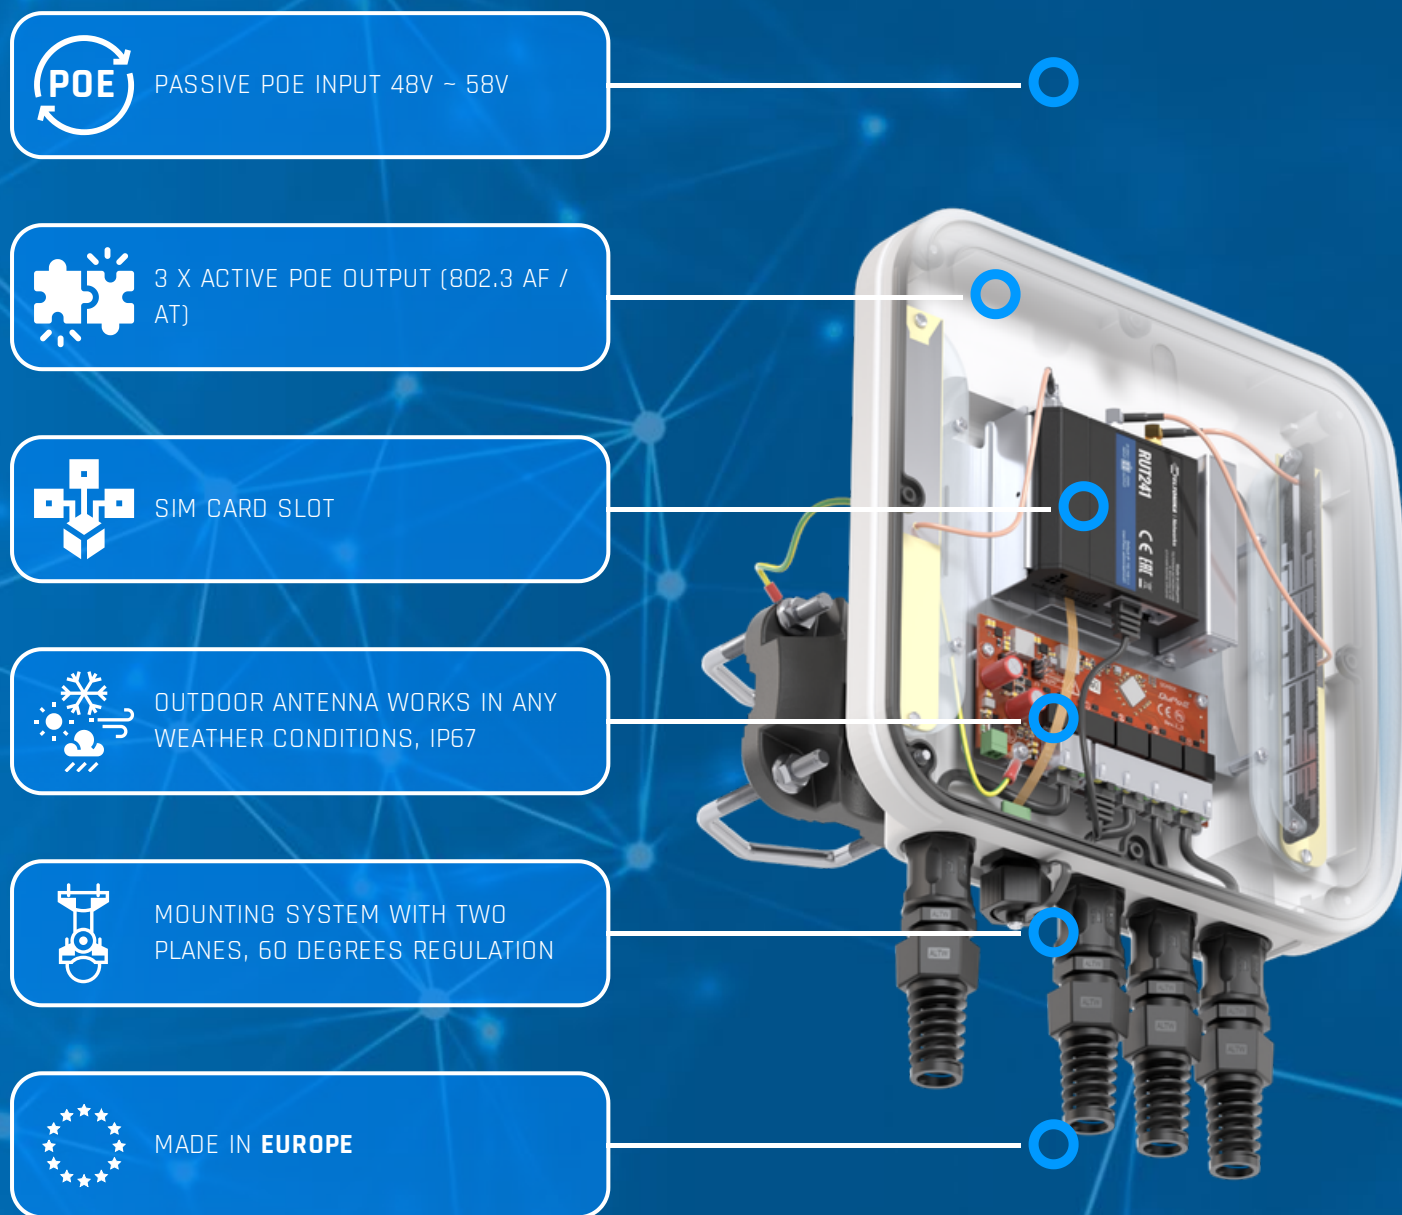 POE
PASSIVE POE INPUT 48V ~ 58V
3 X ACTIVE POE OUTPUT (802.3 AF /
AT)
RUT241
SIM CARD SLOT
OUTDOOR ANTENNA WORKS IN ANY
WEATHER CONDITIONS, IP67
MOUNTING SYSTEM WITH TWO
PLANES, 60 DEGREES REGULATION
MADE IN EUROPE